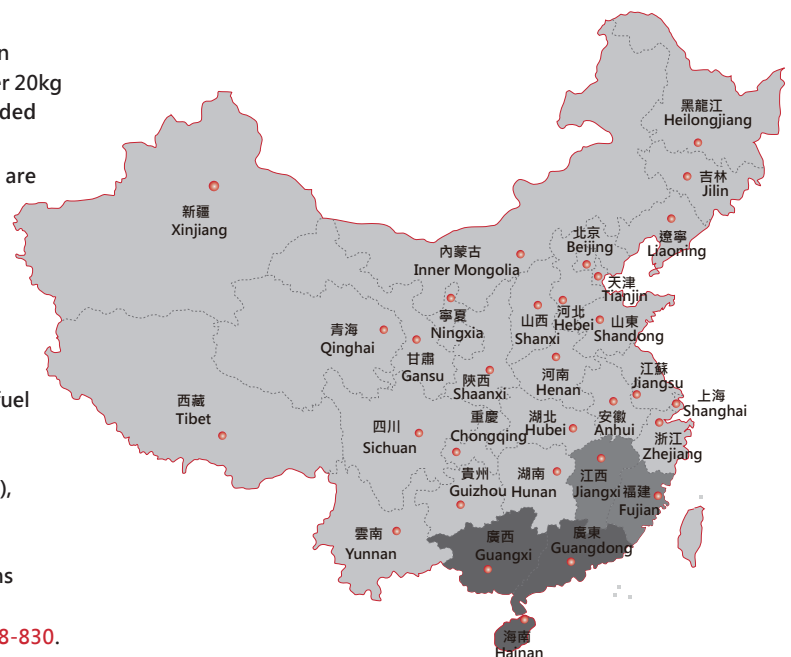 n
er 20kg
ded
are
fuel
),
ns
8-830.
黑龍江
Heilongjiang
吉林
Jilin
遼寧
Liaoning
新疆
Xinjiang
內蒙古
Inner Mongolia
北京
Beijing
天津
Tianjin
青海
Qinghai
甘肅
Gansu
寧夏
Ningxia
山西
Shanxi
河北
Hebei
山東
Shandong
陝西
Shaanxi
河南
Henan
江蘇
Jiangsu
上海
Shanghai
西藏
Tibet
四川
Sichuan
重慶
Chongqing
湖北
Hubei
安徽
Anhui
浙江
Zhejiang
貴州
Guizhou
湖南
Hunan
江西
Jiangxi
福建
Fujian
雲南
Yunnan
廣西
Guangxi
廣東
Guangdong
海南
Hainan